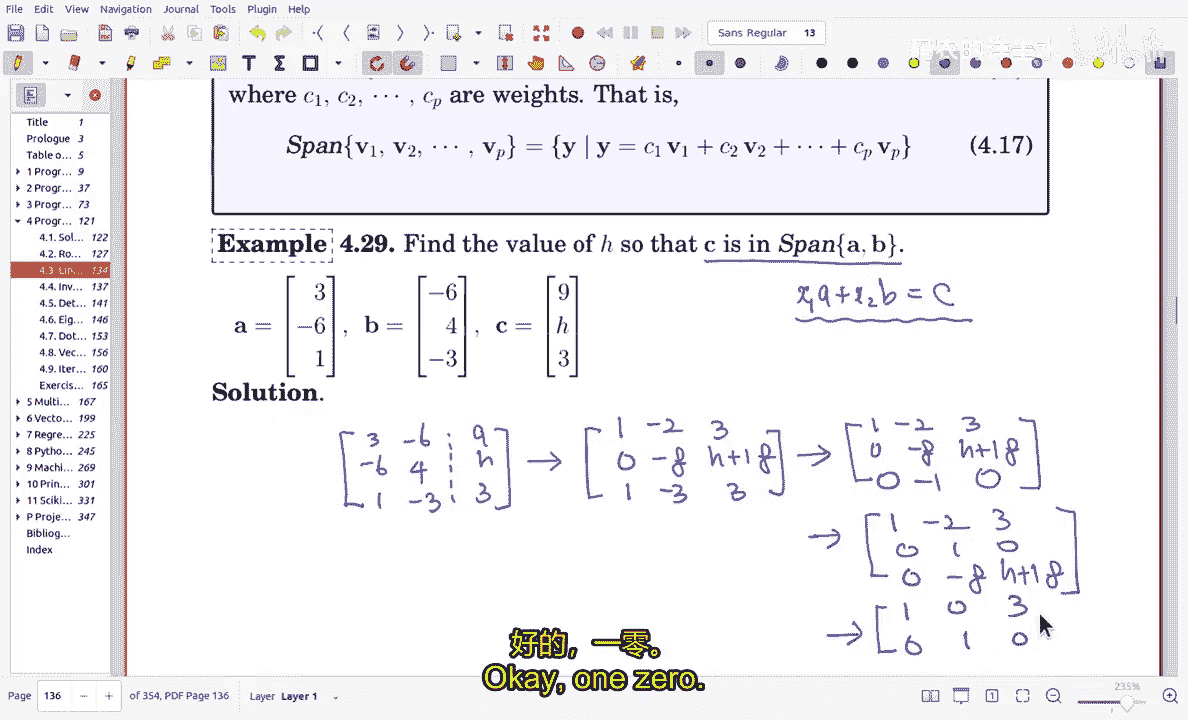 File Edit View Navigation Journal Tools Plugin Help
Sans Regular 13
Title 1
Prologue 3
Table o... 5
1 Progr... 9
2 Progr... 37
3 Progr... 73
4 Progr... 121
4.1. Sol... 122
4.2. Ro... 127
4.3 Lin... 134
4.4. Inv... 137
4.5. Det... 141
4.6. Eig... 146
4.7. Dot... 153
4.8. Vec... 156
4.9. Iter... 160
Exercis... 165
5 Multi... 167
6 Vecto... 199
7 Regre... 225
8 Pytho... 245
9 Machi... 269
10 Prin... 301
11 Sciki... 331
P Proje... 347
Bibliog...
Index
where c₁, c₂, ⋯ , cₚ are weights. That is,
Span{v₁, v₂, ⋯ , vₚ} = {y | y = c₁ v₁ + c₂ v₂ + ⋯ + cₚ vₚ} (4.17)
Example 4.29. Find the value of h so that c is in Span{a, b}.
x₁a+x₂b = c
a = [3 -6 1], b = [-6 4 -3], c = [9 h 3]
Solution.
[3 -6 9 → [1 -2 3 → [1 -2 3
-6 4 h 0 -8 h+18 0 -8 h+18
1 -3 3] 1 -3 3] 0 -1 0]
→ [1 -2 3
0 1 0
0 -8 h+18]
→ [1 0 3
0 1 0
好的，一零。
Okay, one zero.
Page 136 of 354, PDF Page 136 Layer Layer 1 235%